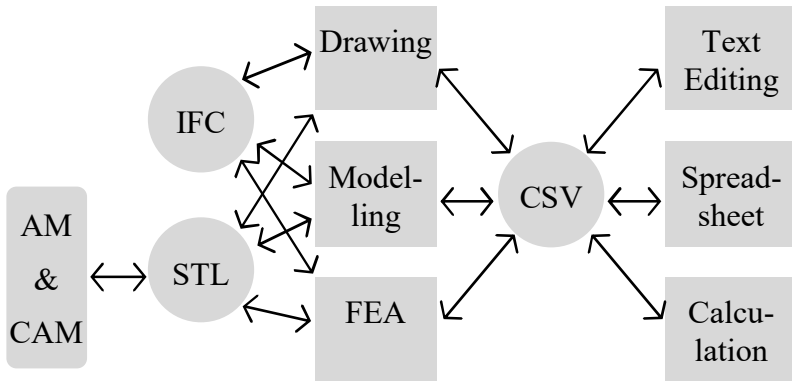 Drawing
Text
Editing
IFC
Model-
ling
CSV
Spread-
sheet
AM
&
CAM
STL
FEA
Calcu-
lation